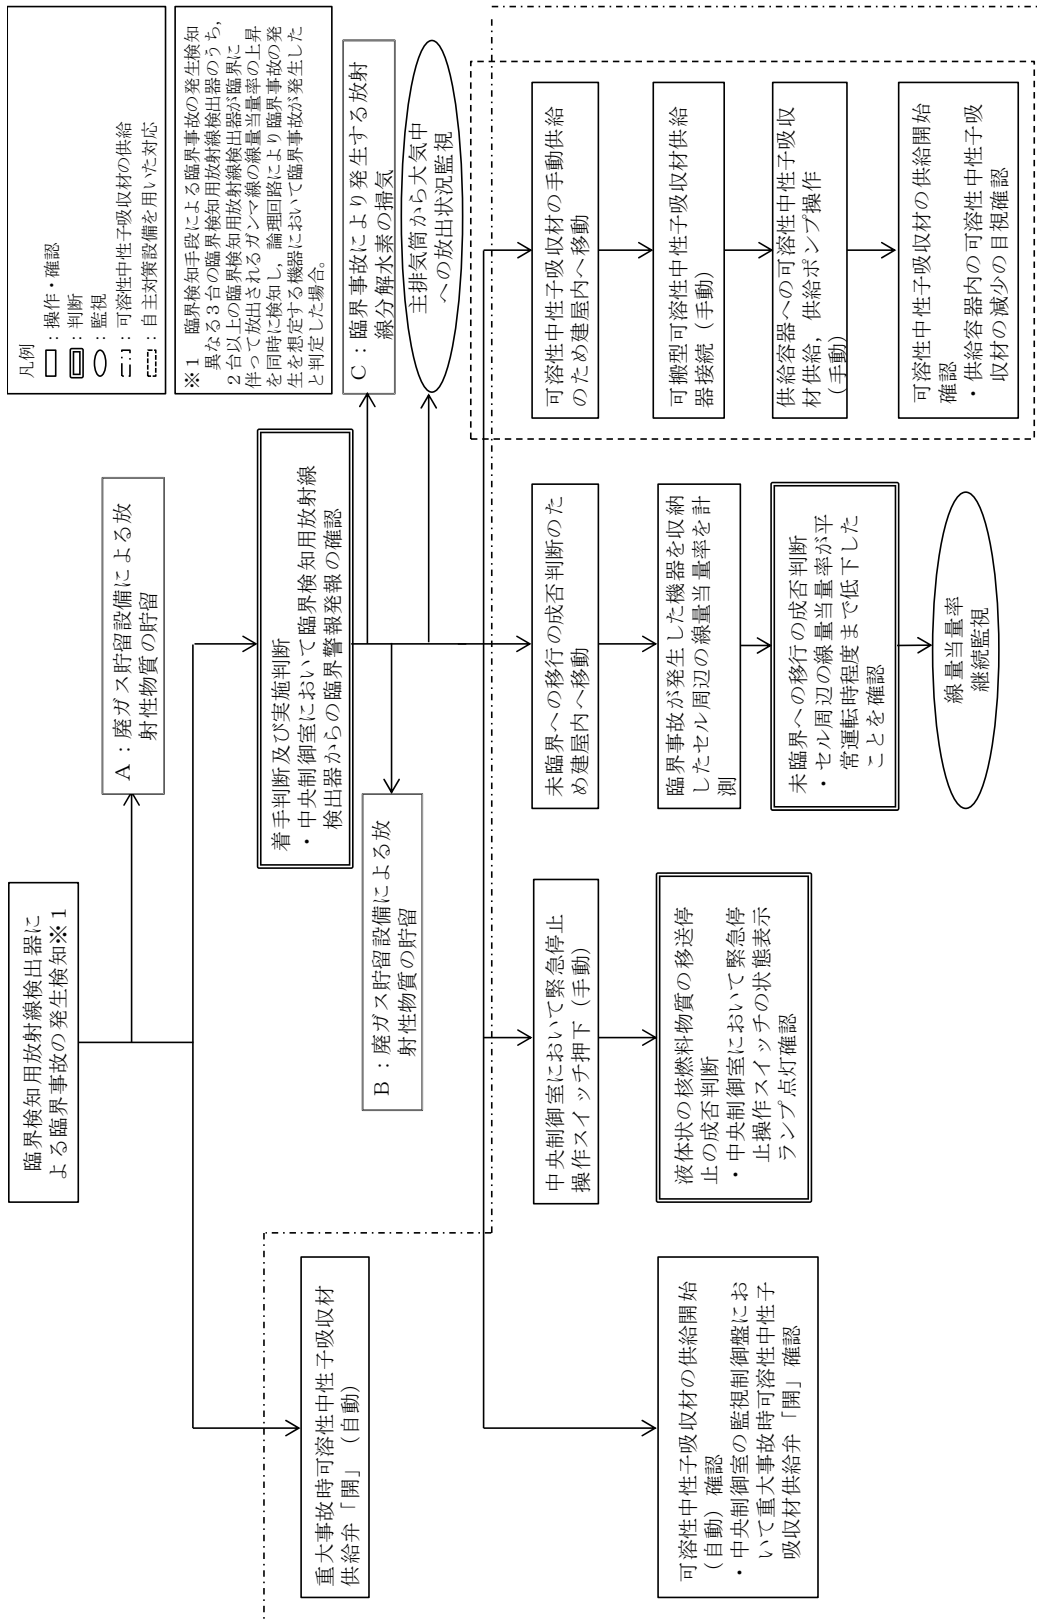 臨界検知用放射線検出器に
よる臨界事故の発生検知※1
A：廃ガス貯留設備による放
射性物質の貯留
凡例
：操作・確認
：判断
：監視
：可溶性中性子吸収材の供給
：自主対策設備を用いた対応
※1 臨界検知手段による臨界事故の発生検知
異なる3台の臨界検知用放射線検出器のうち，
2台以上の臨界検知用放射線検出器が臨界に
伴って放出されるガンマ線の線量当量率の上昇
を同時に検知し，論理回路により臨界事故の発
生を想定する機器において臨界事故が発生した
と判定した場合。
重大事故時可溶性中性子吸収材
供給弁「開」（自動）
着手判断及び実施判断
・中央制御室において臨界検知用放射線
検出器からの臨界警報発報の確認
B：廃ガス貯留設備による放
射性物質の貯留
C：臨界事故により発生する放射
線分解水素の掃気
主排気筒から大気中
への放出状況監視
可溶性中性子吸収材の供給開始
（自動）確認
・中央制御室の監視制御盤にお
いて重大事故時可溶性中性子
吸収材供給弁「開」確認
中央制御室において緊急停止
操作スイッチ押下（手動）
液体状の核燃料物質の移送停
止の成否判断
・中央制御室において緊急停
止操作スイッチの状態表示
ランプ点灯確認
未臨界への移行の成否判断のた
め建屋内へ移動
臨界事故が発生した機器を収納
したセル周辺の線量当量率を計
測
未臨界への移行の成否判断
・セル周辺の線量当量率が平
常運転時程度まで低下した
ことを確認
線量当量率
継続監視
可溶性中性子吸収材の手動供給
のため建屋内へ移動
可搬型可溶性中性子吸収材供給
器接続（手動）
供給容器への可溶性中性子吸収
材供給，供給ポンプ操作
（手動）
可溶性中性子吸収材の供給開始
確認
・供給容器内の可溶性中性子吸
収材の減少の目視確認